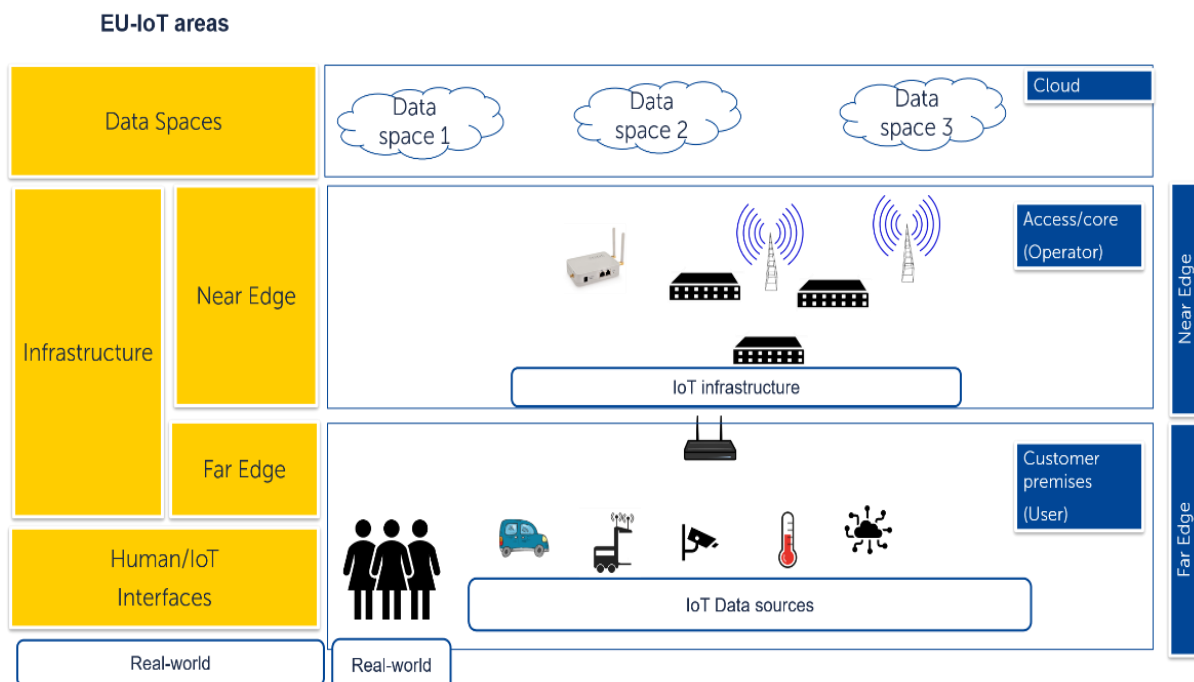 EU-IoT areas
Data Spaces
Data
space 1
Data
space 2
Data
space 3
Cloud
Infrastructure
Near Edge
Access/core
(Operator)
Near Edge
IoT infrastructure
Far Edge
Customer
premises
(User)
Far Edge
Human/IoT
Interfaces
IoT Data sources
Real-world
Real-world